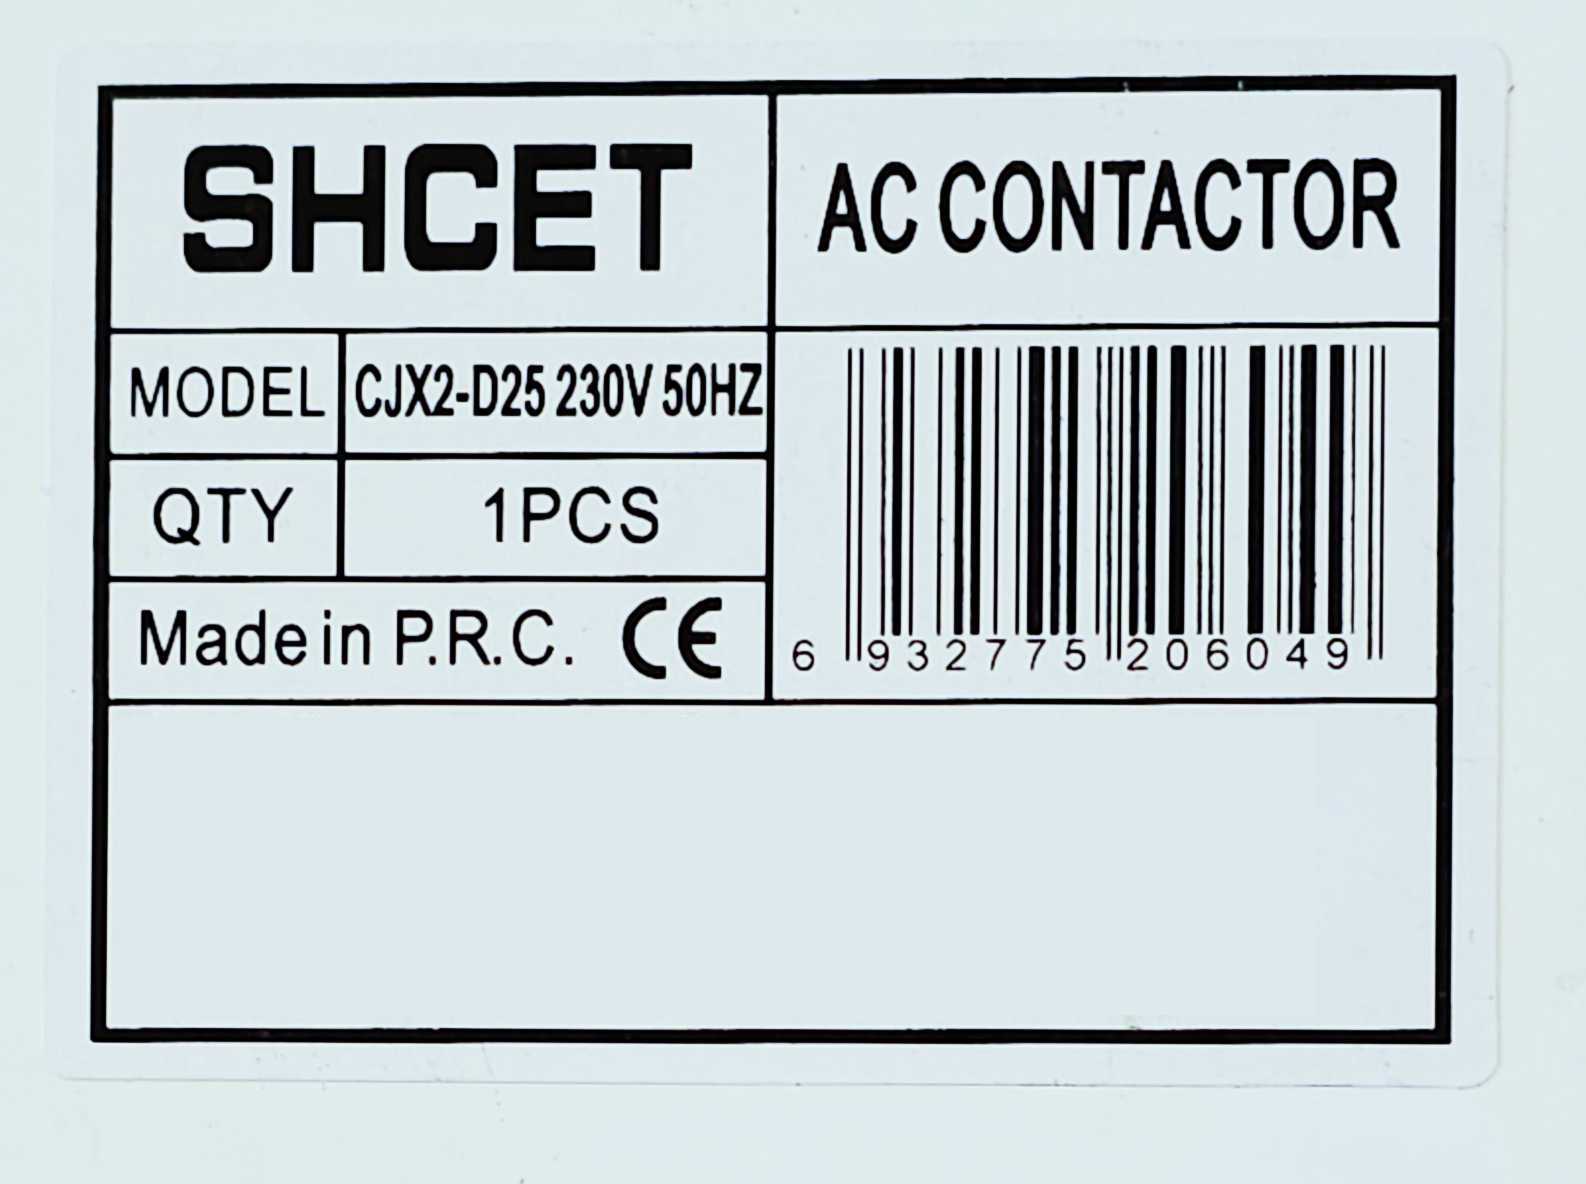 SHCET
AC CONTACTOR
MODEL
CJX2-D25 230V 50HZ
QTY
1PCS
Made in P.R.C. CE
6 932775 206049